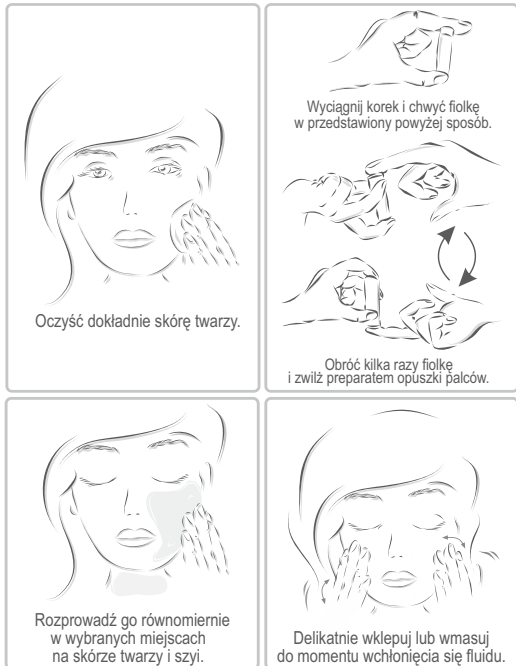 Oczyść dokładnie skórę twarzy.
Wyciągnij korek i chwyć fiolkę
w przedstawiony powyżej sposób.
Obróć kilka razy fiolkę
i zwilż preparatem opuszki palców.
Rozprowadź go równomiernie
w wybranych miejscach
na skórze twarzy i szyi.
Delikatnie wklepuj lub wmasuj
do momentu wchłonięcia się fluidu.